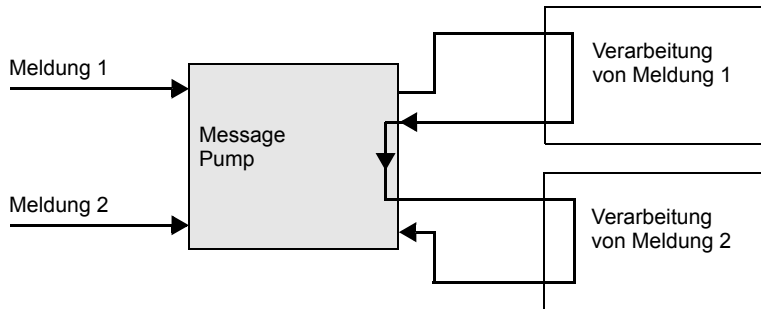 Meldung 1
Verarbeitung
von Meldung 1
Message
Pump
Meldung 2
Verarbeitung
von Meldung 2